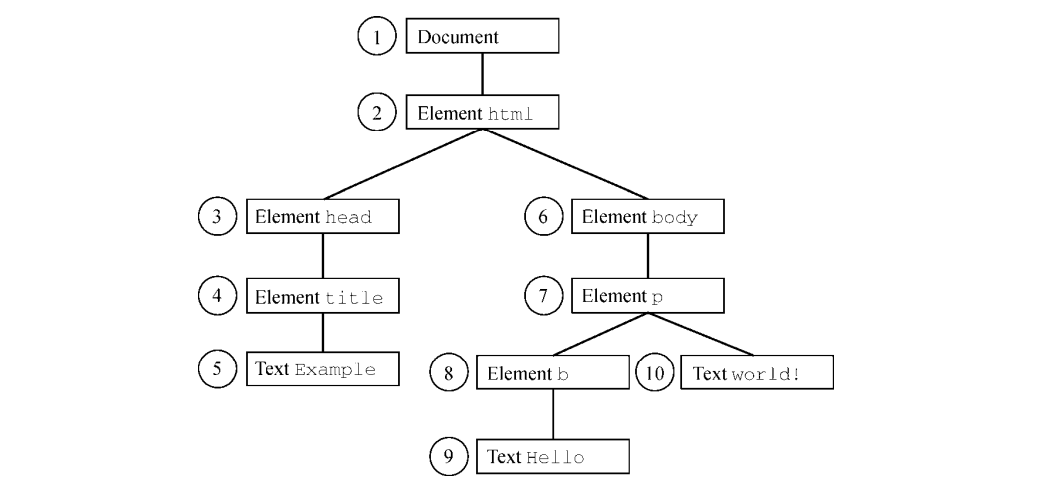 1 Document
2 Element html
3 Element head
6 Element body
4 Element title
7 Element p
5 Text Example
8 Element b
10 Text world!
9 Text Hello